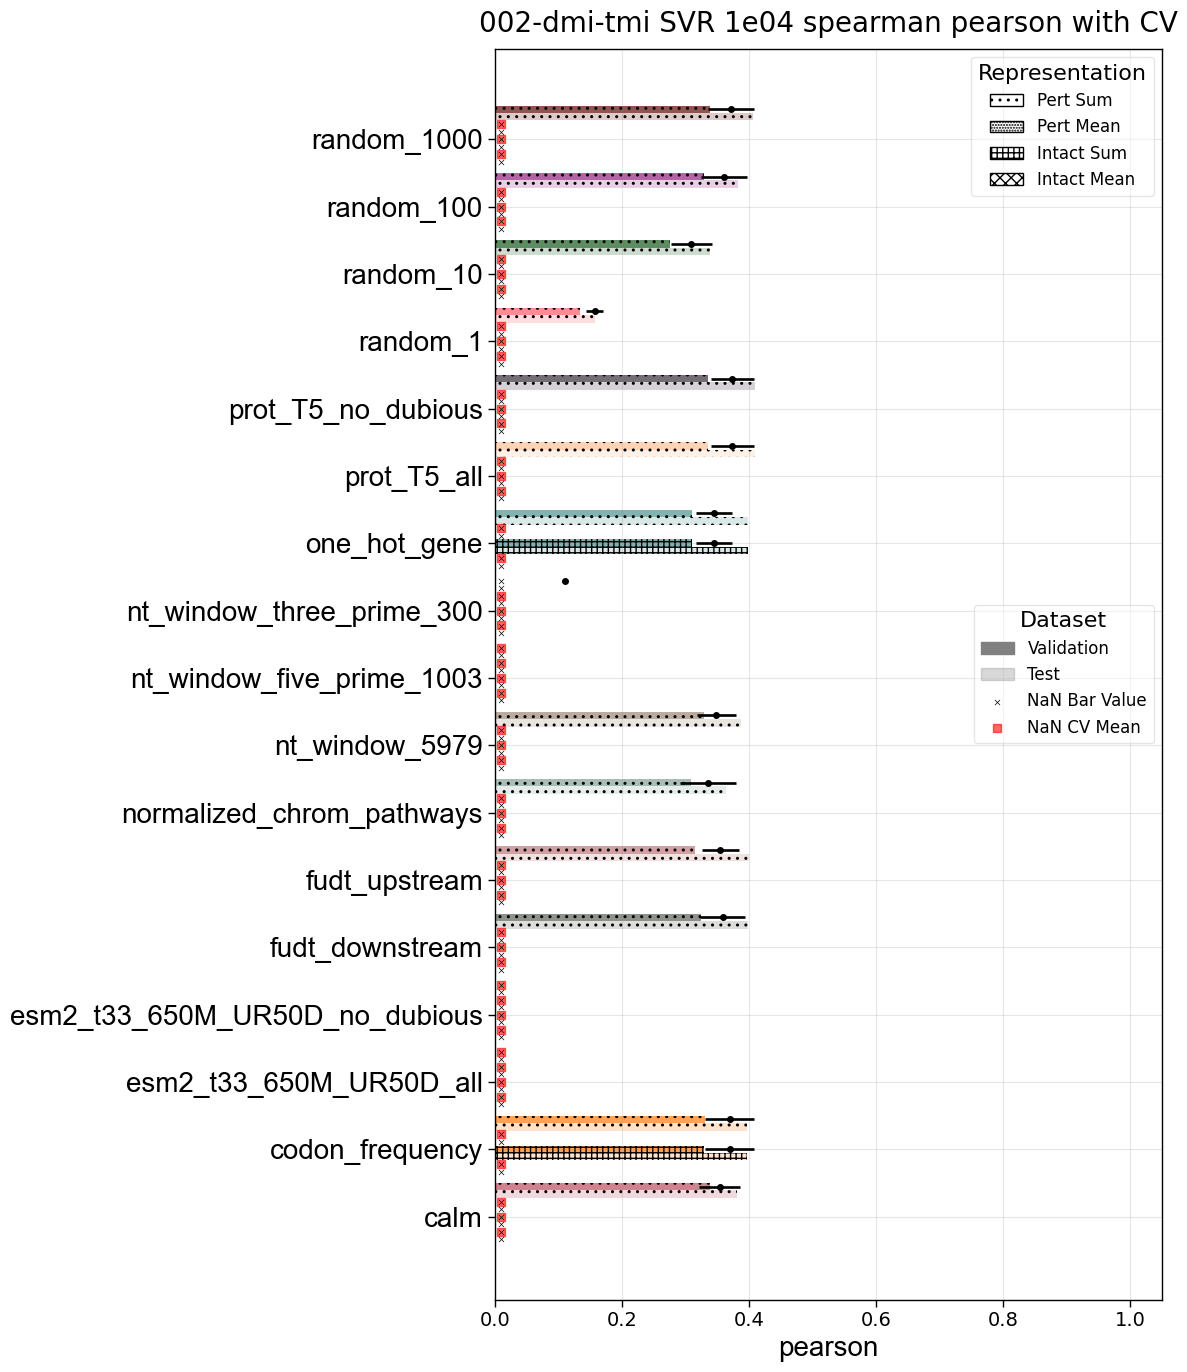 002-dmi-tmi SVR 1e04 spearman pearson with CV
Representation
Pert Sum
Pert Mean
Intact Sum
Intact Mean
random_1000
random_100
random_10
random_1
prot_T5_no_dubious
prot_T5_all
one_hot_gene
nt_window_three_prime_300
nt_window_five_prime_1003
nt_window_5979
normalized_chrom_pathways
fudt_upstream
fudt_downstream
esm2_t33_650M_UR50D_no_dubious
esm2_t33_650M_UR50D_all
codon_frequency
calm
Dataset
Validation
Test
NaN Bar Value
NaN CV Mean
0.0 0.2 0.4 0.6 0.8 1.0
pearson